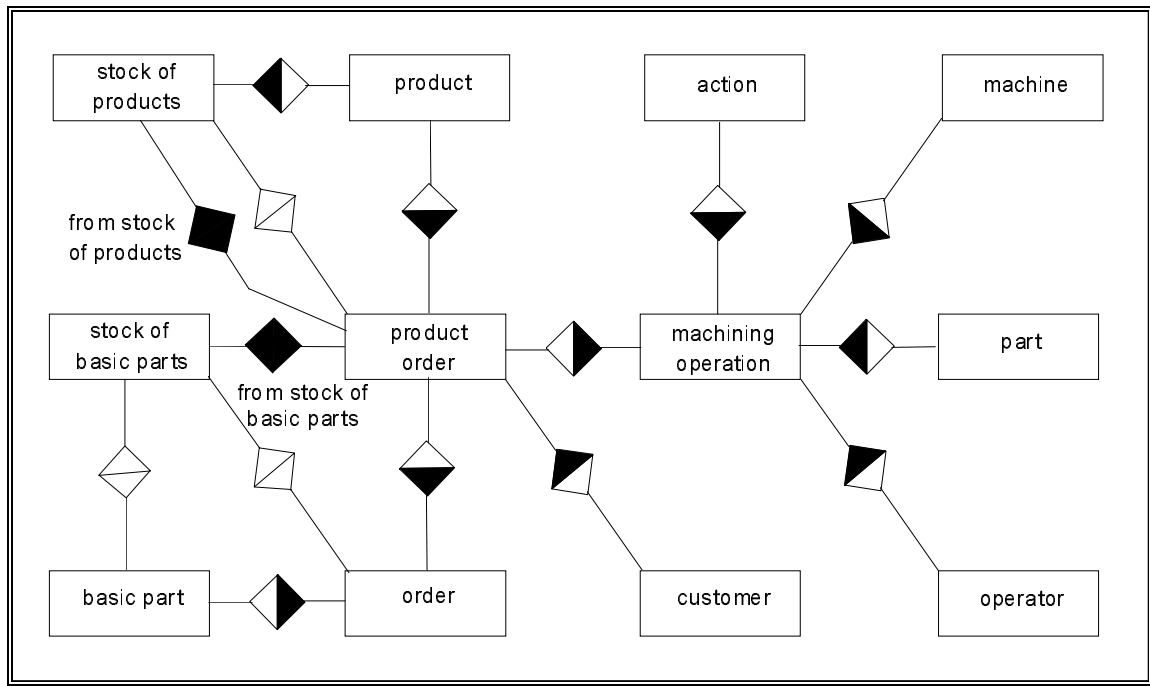 stock of
products
product
action
machine
from stock
of products
stock of
basic parts
product
order
machining
operation
part
from stock of
basic parts
basic part
order
customer
operator